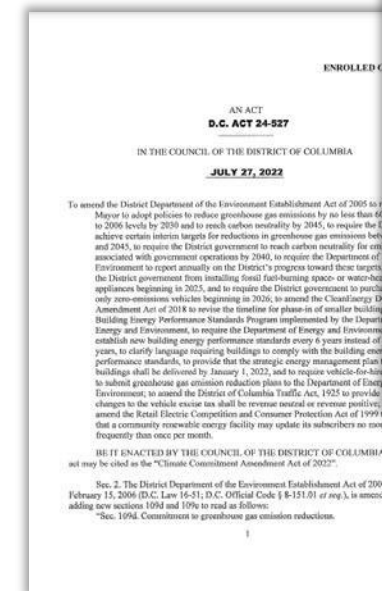 ENROLLED
AN ACT
D.C. ACT 24-527
IN THE COUNCIL OF THE DISTRICT OF COLUMBIA
JULY 27, 2022
To amend the District Department of the Environment Establishment Act of 2005 to
Mayor to adopt policies to reduce greenhouse gas emissions by no less than
to 2006 levels by 2030 and to reach carbon neutrality by 2045, to require the
achieve certain interim targets for reductions in greenhouse gas emissions
and 2045, to require the District government to reach carbon neutrality for
associated with government operations by 2040, to require the Department of
Environment to report annually on the District's progress toward these targets
the District government from installing fossil fuel-burning space- or
appliances beginning in 2025, and to require the District government to
only zero-emissions vehicles beginning in 2026; to amend the CleanEnergy
Amendment Act of 2018 to revise the timeline for phase-in of smaller
Building Energy Performance Standards Program implemented by the
Energy and Environment, to require the Department of Energy and
establish new building energy performance standards every 6 years instead of
years, to clarify language requiring buildings to comply with the building
performance standards, to provide that the strategic energy management plan
buildings shall be delivered by January 1, 2022, and to require
to submit greenhouse gas emission reduction plans to the Department of
Environment; to amend the District of Columbia Traffic Act, 1925 to provide
changes to the vehicle excise tax shall be revenue neutral or revenue positive;
amend the Retail Electric Competition and Consumer Protection Act of 1999
that a community renewable energy facility may update its subscribers no
frequently than once per month.
BE IT ENACTED BY THE COUNCIL OF THE DISTRICT OF COLUMBIA
act may be cited as the "Climate Commitment Amendment Act of 2022".
Sec. 2. The District Department of the Environment Establishment Act of
February 15, 2006 (D.C. Law 16-51; D.C. Official Code § 8-151.01 et seq.), is
adding new sections 109d and 109e to read as follows:
"Sec. 109d. Commitment to greenhouse gas emission reductions.
1